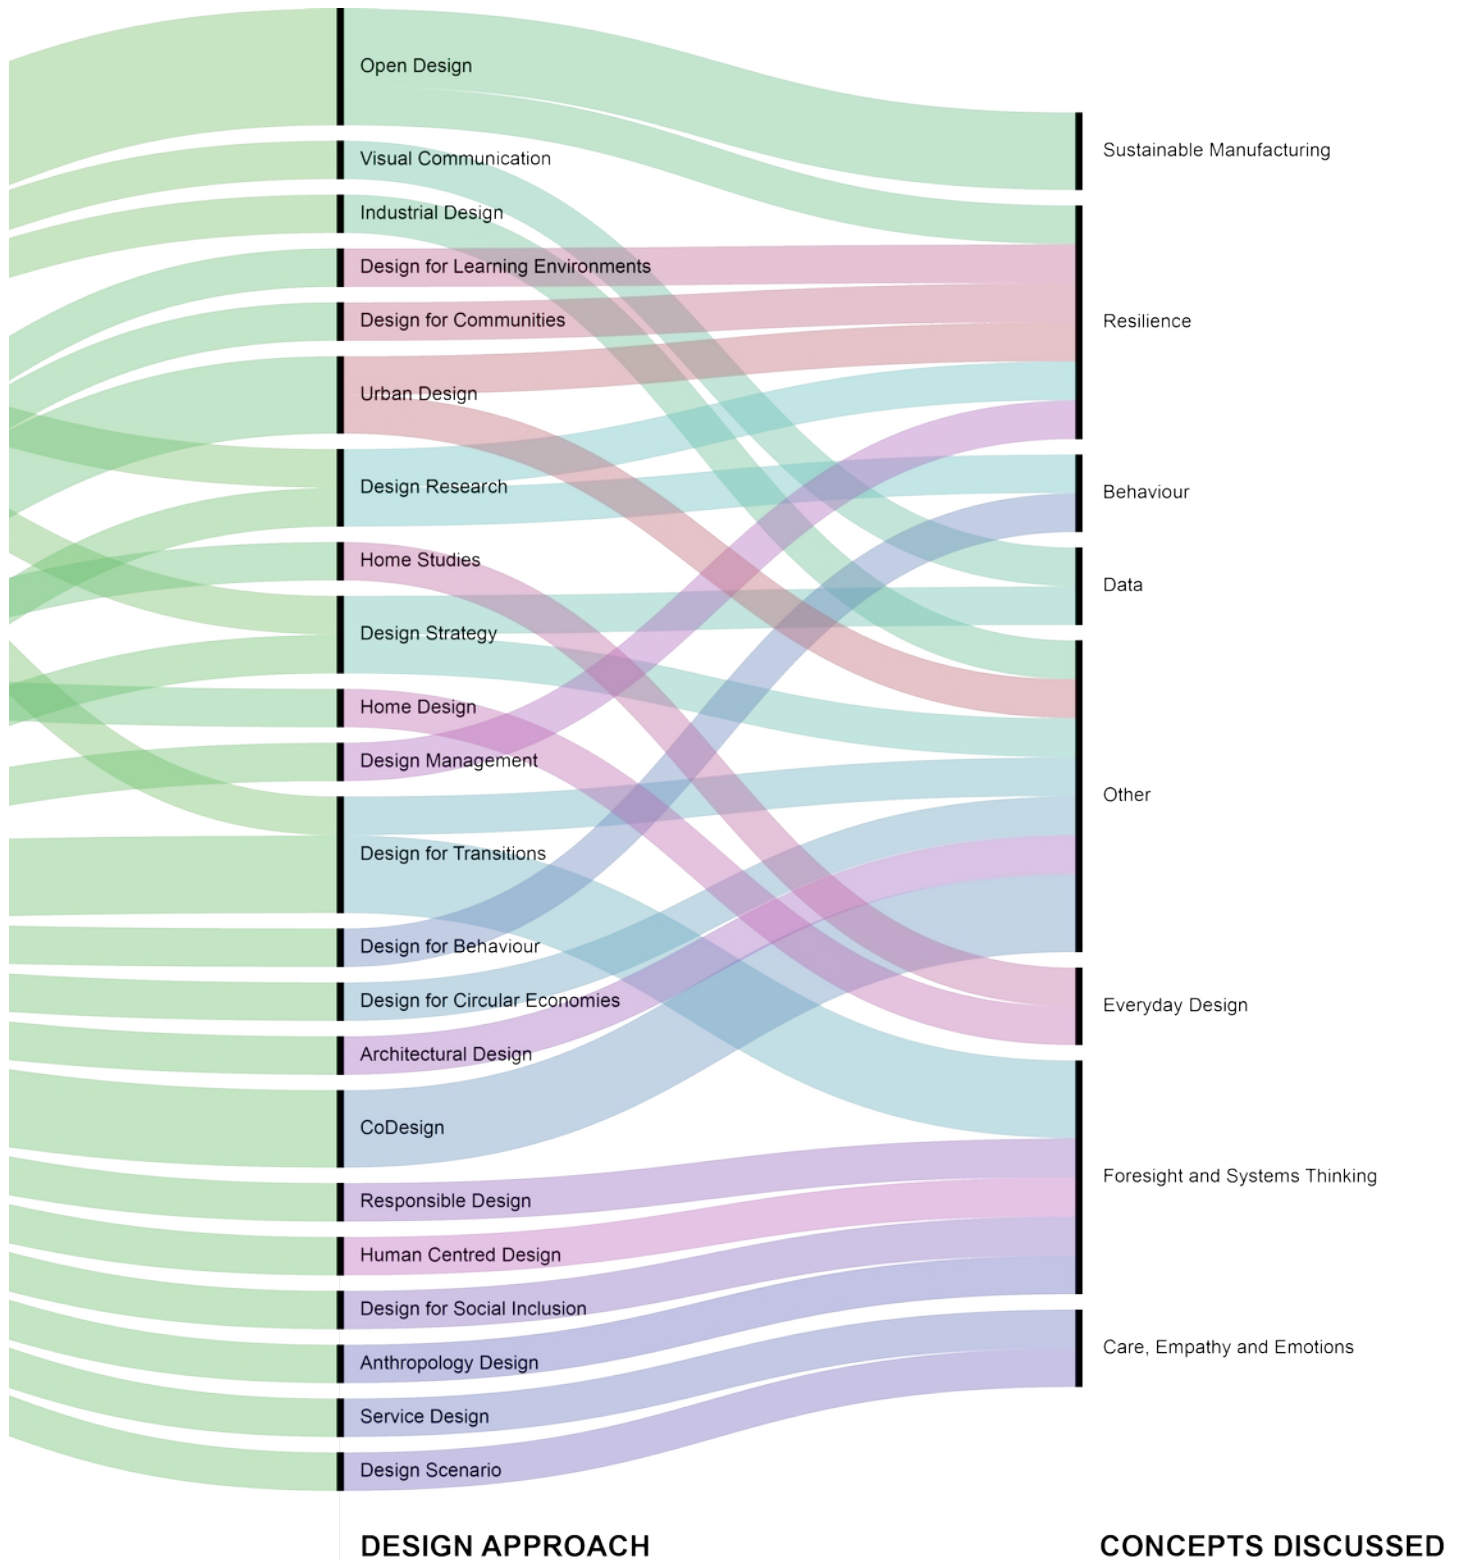 Open Design
Visual Communication
Industrial Design
Design for Learning Environments
Design for Communities
Urban Design
Design Research
Home Studies
Design Strategy
Home Design
Design Management
Design for Transitions
Design for Behaviour
Design for Circular Economies
Architectural Design
CoDesign
Responsible Design
Human Centred Design
Design for Social Inclusion
Anthropology Design
Service Design
Design Scenario
DESIGN APPROACH
Sustainable Manufacturing
Resilience
Behaviour
Data
Other
Everyday Design
Foresight and Systems Thinking
Care, Empathy and Emotions
CONCEPTS DISCUSSED